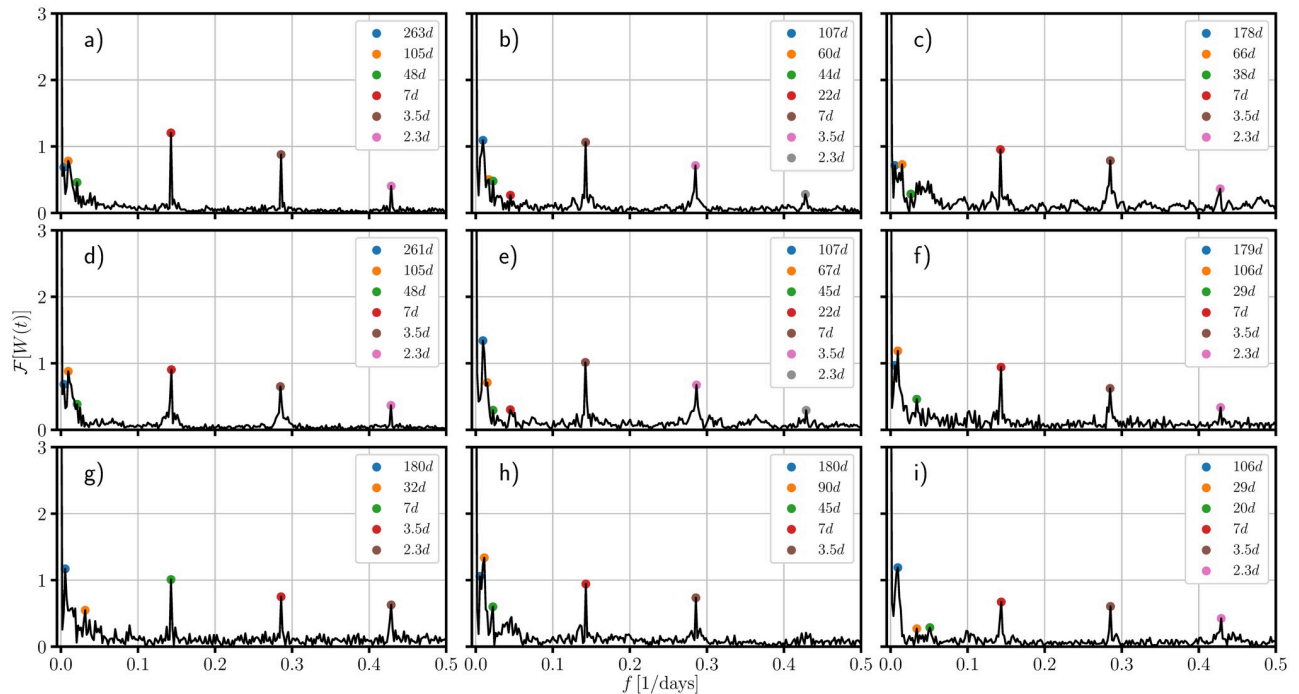 a)
263d
105d
48d
7d
3.5d
2.3d
b)
107d
60d
44d
22d
7d
3.5d
2.3d
c)
178d
66d
38d
7d
3.5d
2.3d
3
2
1
0
d)
261d
105d
48d
7d
3.5d
2.3d
e)
107d
67d
45d
22d
7d
3.5d
2.3d
f)
179d
106d
29d
7d
3.5d
2.3d
3
2
1
0
ℱ[W(t)]
g)
180d
32d
7d
3.5d
2.3d
h)
180d
90d
45d
7d
3.5d
i)
106d
29d
20d
7d
3.5d
2.3d
3
2
1
0
0.0 0.1 0.2 0.3 0.4 0.5
0.0 0.1 0.2 0.3 0.4 0.5
0.0 0.1 0.2 0.3 0.4 0.5
f [1/days]